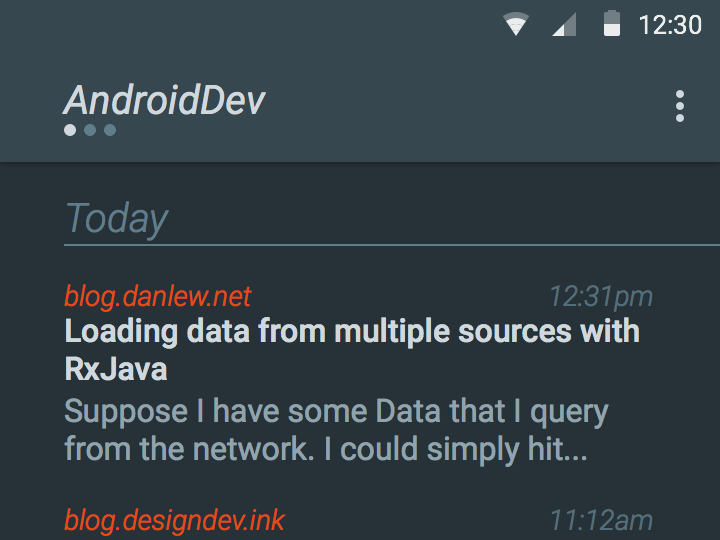 12:30
AndroidDev
Today
blog.danlew.net 12:31pm
Loading data from multiple sources with
RxJava
Suppose I have some Data that I query
from the network. I could simply hit...
blog.designdev.ink 11:12am